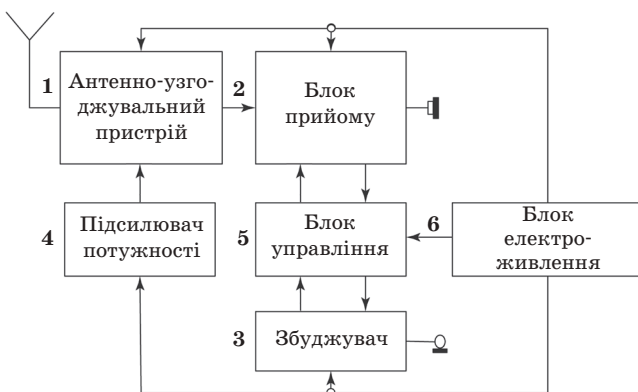 1
Антенно-узго-
джувальний
пристрій
2
Блок
прийому
4
Підсилювач
потужності
5
Блок
управління
6
Блок
електро-
живлення
3
Збуджувач